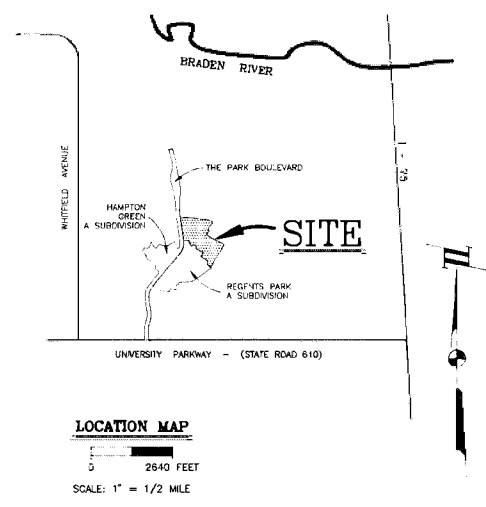 BRADEN RIVER
WHITFIELD AVENUE
I - 75
THE PARK BOULEVARD
HAMPTON
GREEN
A SUBDIVISION
SITE
REGENTS PARK
A SUBDIVISION
UNIVERSITY PARKWAY - (STATE ROAD 610)
N
LOCATION MAP
0 2640 FEET
SCALE: 1" = 1/2 MILE